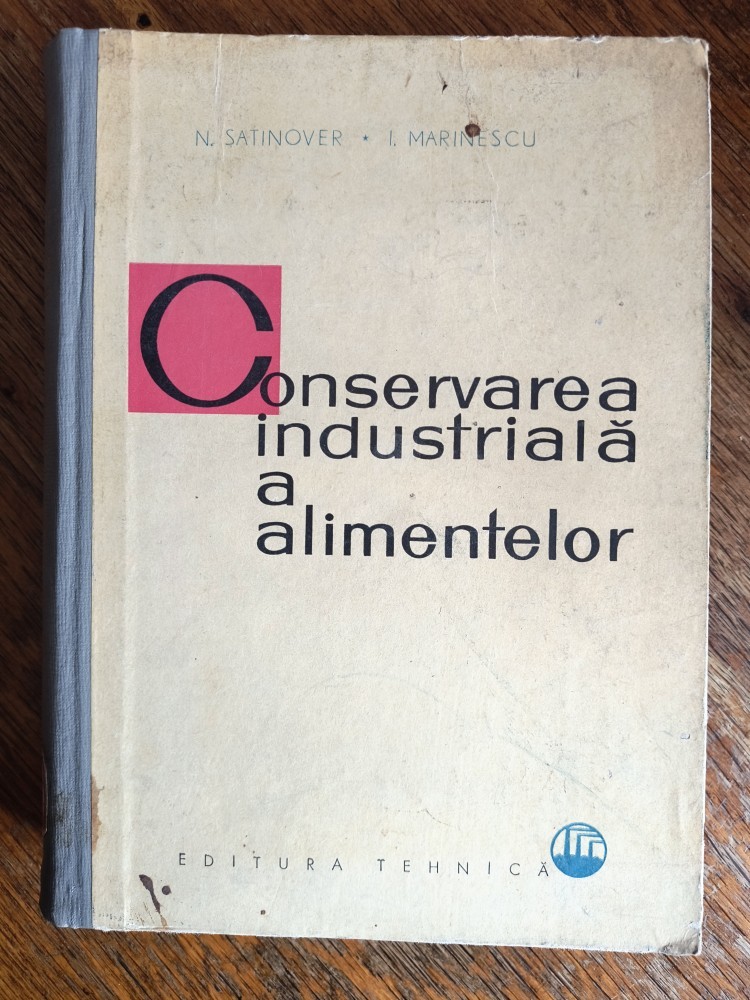 N. SATINOVER * I. MARINESCU
Conservarea
industrială
a
alimentelor
EDITURA TEHNICĂ